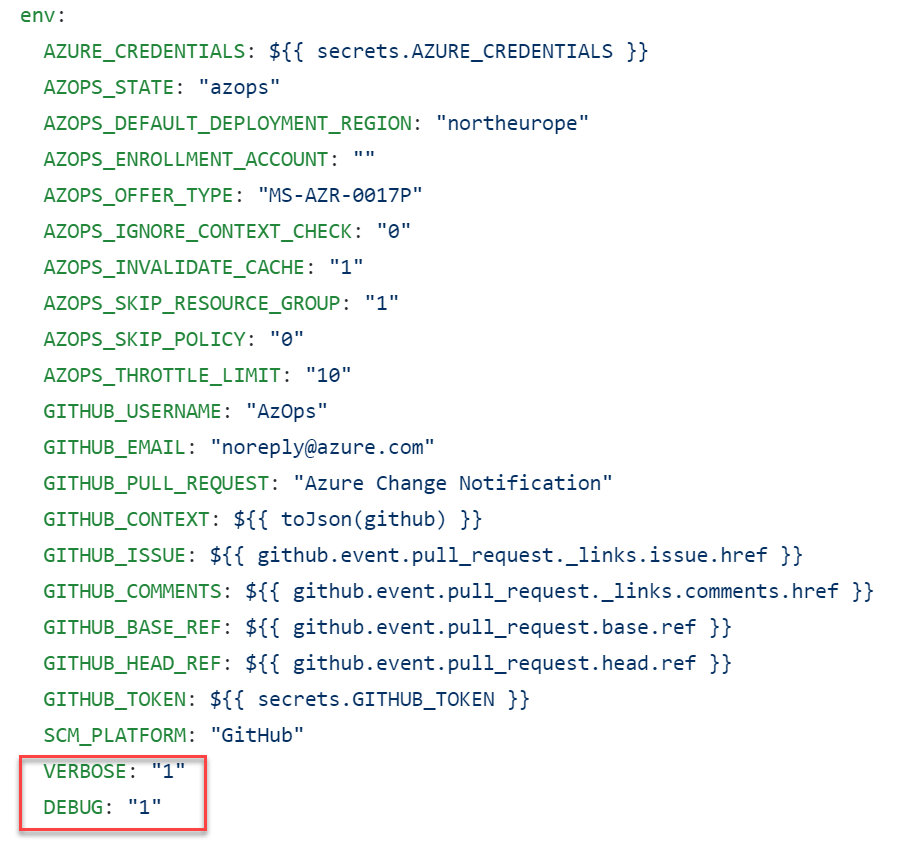 env:
AZURE_CREDENTIALS: ${{ secrets.AZURE_CREDENTIALS }}
AZOPS_STATE: "azops"
AZOPS_DEFAULT_DEPLOYMENT_REGION: "northeurope"
AZOPS_ENROLLMENT_ACCOUNT: ""
AZOPS_OFFER_TYPE: "MS-AZR-0017P"
AZOPS_IGNORE_CONTEXT_CHECK: "0"
AZOPS_INVALIDATE_CACHE: "1"
AZOPS_SKIP_RESOURCE_GROUP: "1"
AZOPS_SKIP_POLICY: "0"
AZOPS_THROTTLE_LIMIT: "10"
GITHUB_USERNAME: "AzOps"
GITHUB_EMAIL: "noreply@azure.com"
GITHUB_PULL_REQUEST: "Azure Change Notification"
GITHUB_CONTEXT: ${{ toJson(github) }}
GITHUB_ISSUE: ${{ github.event.pull_request._links.issue.href }}
GITHUB_COMMENTS: ${{ github.event.pull_request._links.comments.href }}
GITHUB_BASE_REF: ${{ github.event.pull_request.base.ref }}
GITHUB_HEAD_REF: ${{ github.event.pull_request.head.ref }}
GITHUB_TOKEN: ${{ secrets.GITHUB_TOKEN }}
SCM_PLATFORM: "GitHub"
VERBOSE: "1"
DEBUG: "1"